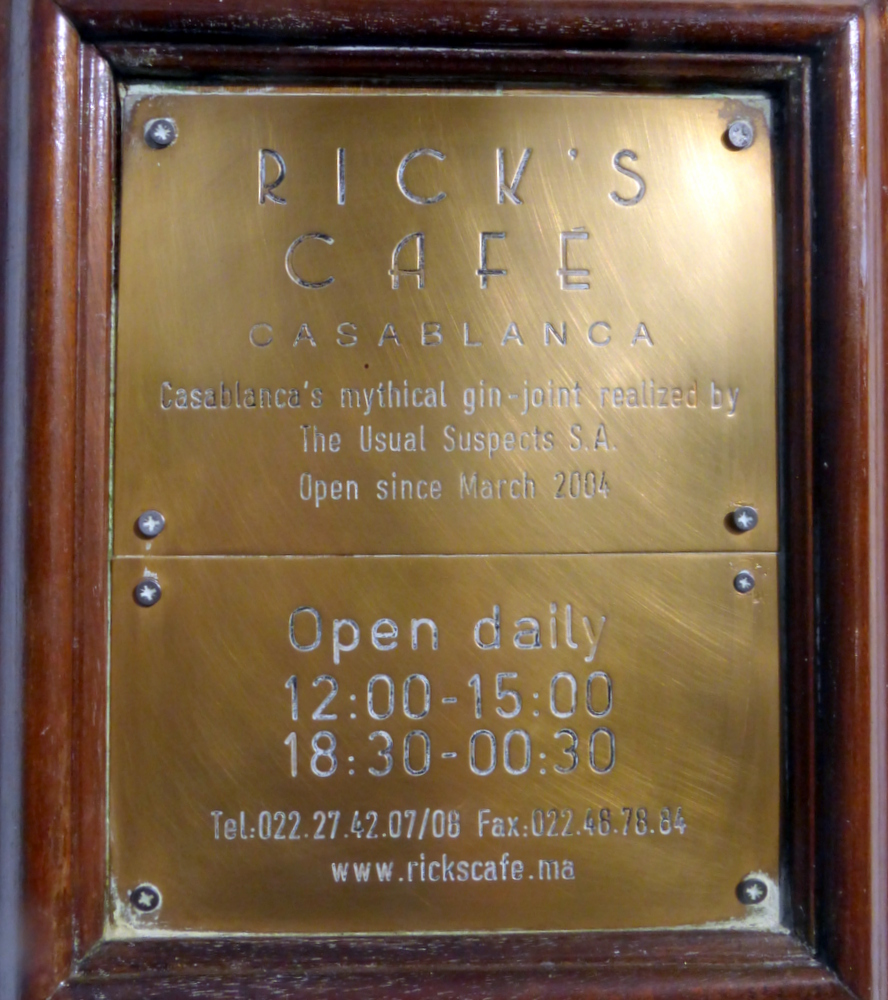 RICK'S
CAFÉ
CASABLANCA
Casablanca's mythical gin-joint realized by
The Usual Suspects S.A.
Open since March 2004
Open daily
12:00-15:00
18:30-00:30
Tel:022.27.42.07/08 Fax:022.48.78.84
www.rickscafe.ma